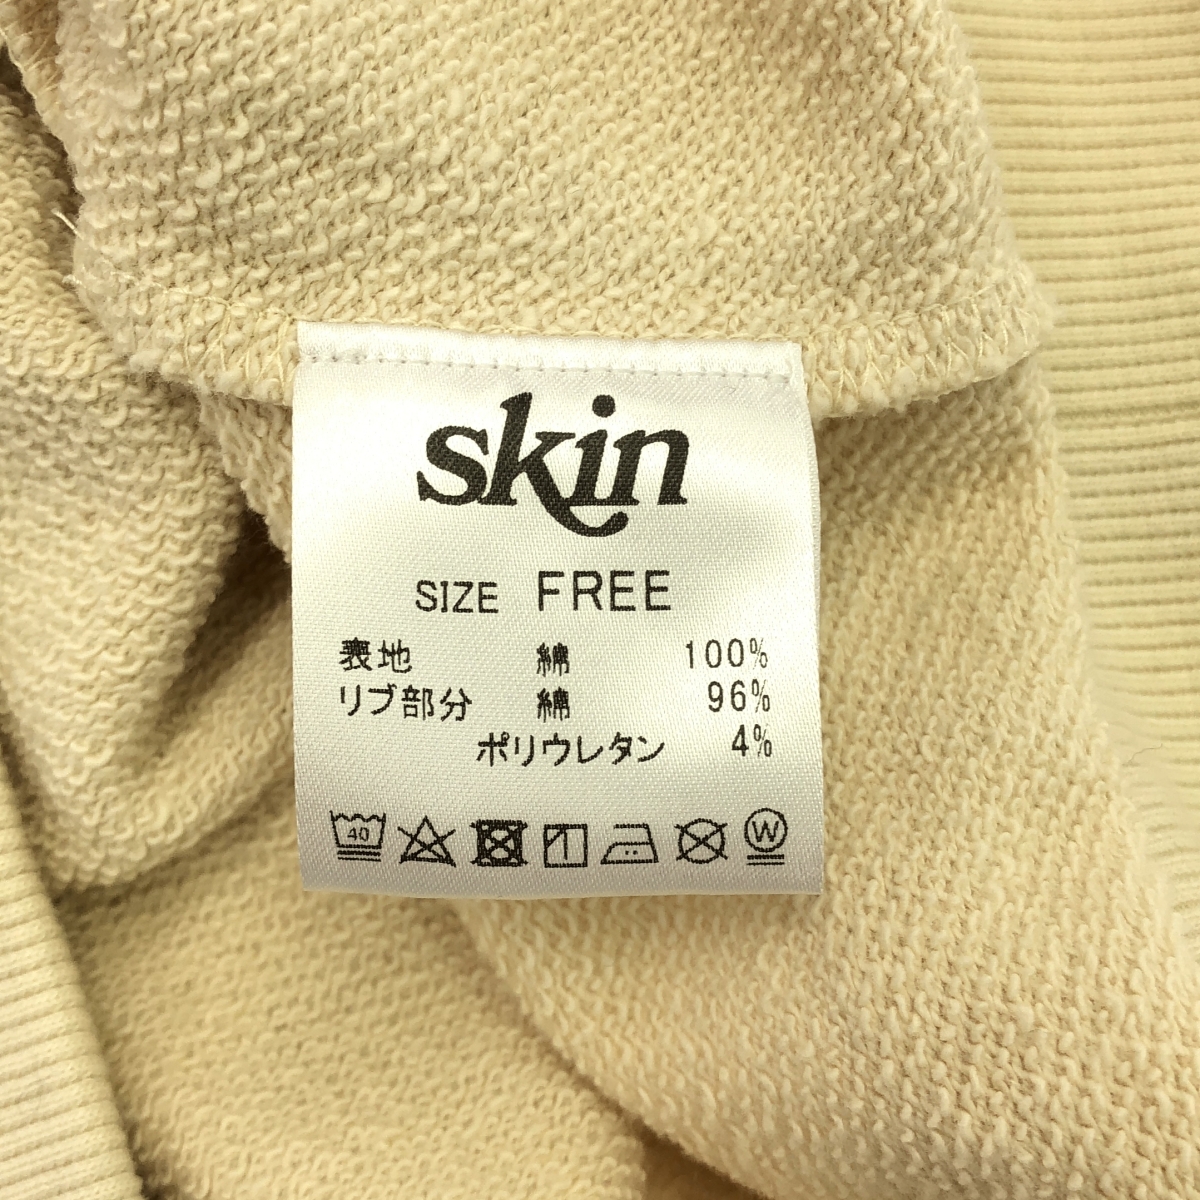 skin
SIZE FREE
表地 綿 100%
リブ部分 綿 96%
ポリウレタン 4%
40 W